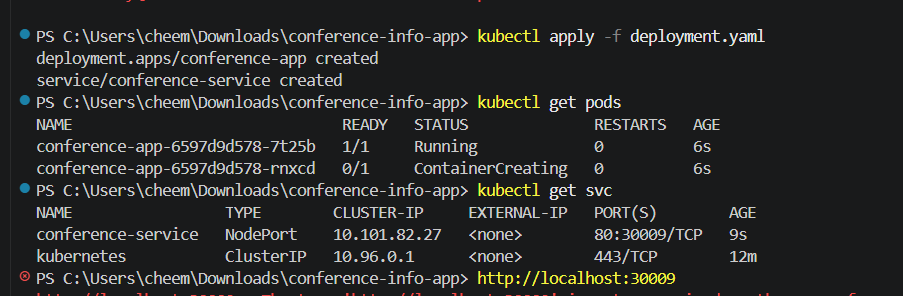 PS C:\Users\cheem\Downloads\conference-info-app> kubectl apply -f deployment.yaml
deployment.apps/conference-app created
service/conference-service created
PS C:\Users\cheem\Downloads\conference-info-app> kubectl get pods
NAME READY STATUS RESTARTS AGE
conference-app-6597d9d578-7t25b 1/1 Running 0 6s
conference-app-6597d9d578-rnxcd 0/1 ContainerCreating 0 6s
PS C:\Users\cheem\Downloads\conference-info-app> kubectl get svc
NAME TYPE CLUSTER-IP EXTERNAL-IP PORT(S) AGE
conference-service NodePort 10.101.82.27 <none> 80:30009/TCP 9s
kubernetes ClusterIP 10.96.0.1 <none> 443/TCP 12m
PS C:\Users\cheem\Downloads\conference-info-app> http://localhost:30009